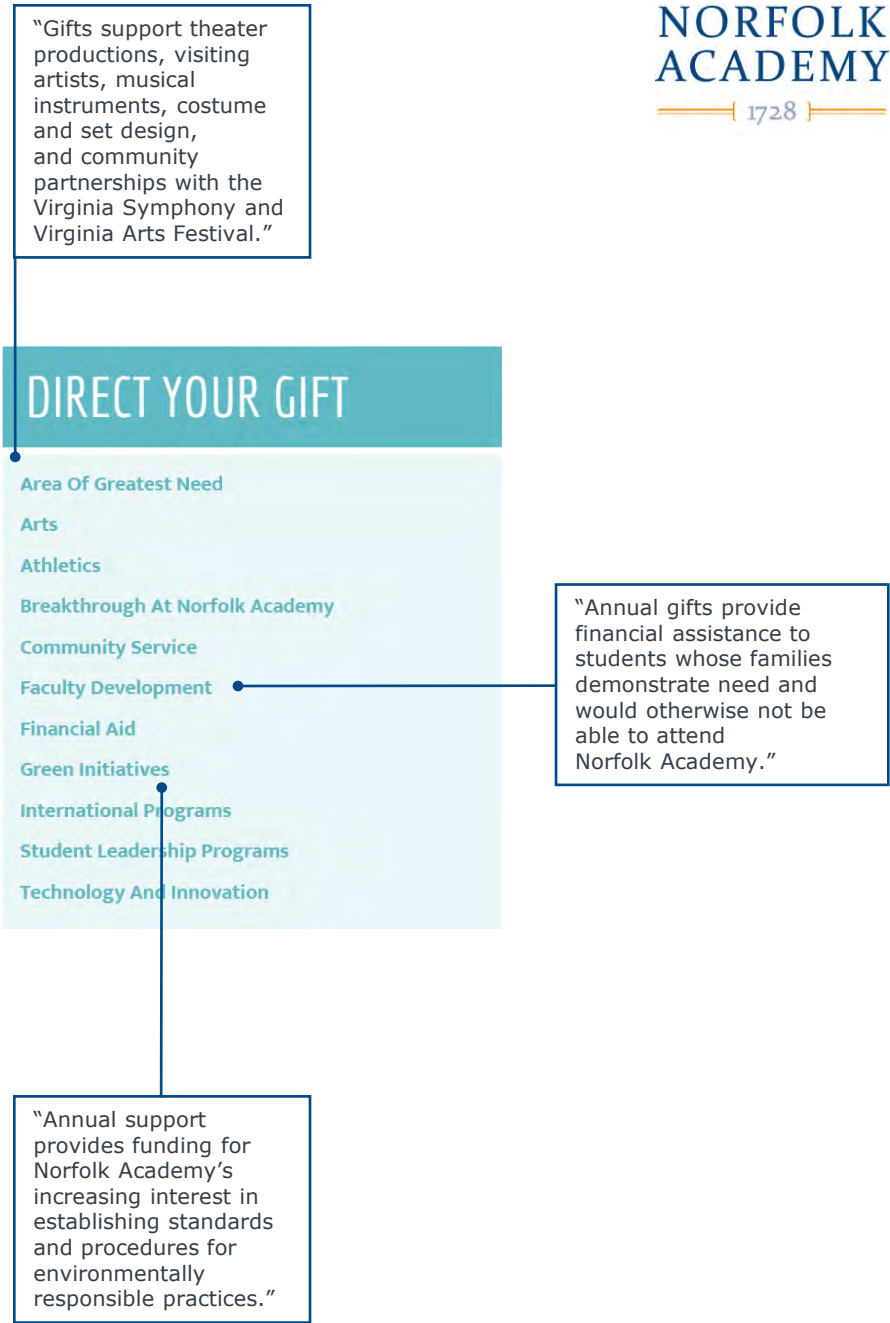 “Gifts support theater
productions, visiting
artists, musical
instruments, costume
and set design,
and community
partnerships with the
Virginia Symphony and
Virginia Arts Festival.”
NORFOLK
ACADEMY
1728
DIRECT YOUR GIFT
Area Of Greatest Need
Arts
Athletics
Breakthrough At Norfolk Academy
Community Service
Faculty Development
Financial Aid
Green Initiatives
International Programs
Student Leadership Programs
Technology And Innovation
“Annual gifts provide
financial assistance to
students whose families
demonstrate need and
would otherwise not be
able to attend
Norfolk Academy.”
“Annual support
provides funding for
Norfolk Academy’s
increasing interest in
establishing standards
and procedures for
environmentally
responsible practices.”